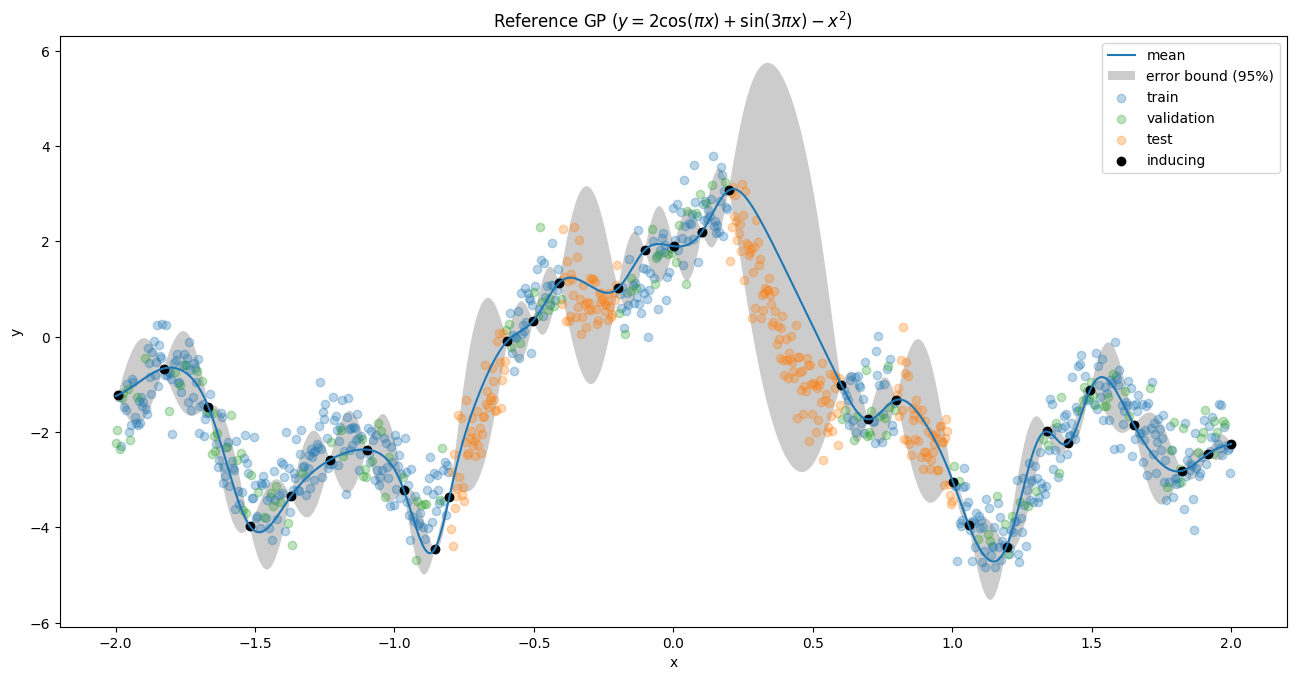 Reference GP (y = 2cos(πx) + sin(3πx) − x²)
mean
error bound (95%)
train
validation
test
inducing
y
6
4
2
0
−2
−4
−6
−2.0 −1.5 −1.0 −0.5 0.0 0.5 1.0 1.5 2.0
x